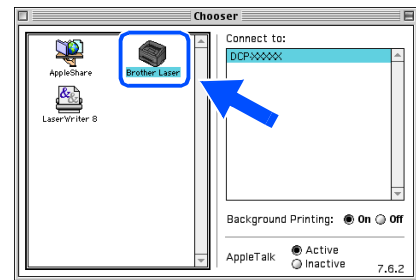 Chooser
AppleShare
Brother Laser
LaserWriter 8
Connect to:
DCP-XXXX
Background Printing: On Off
AppleTalk
Active
Inactive
7.6.2